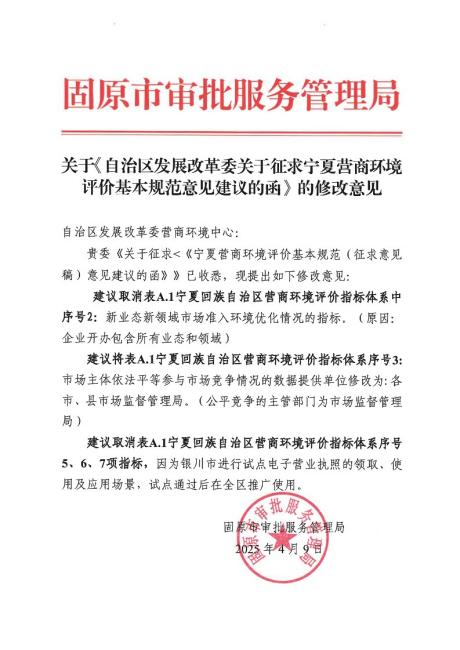 固原市审批服务管理局
关于《自治区发展改革委关于征求宁夏营商环境
评价基本规范意见建议的函》的修改意见
自治区发展改革委营商环境中心：
贵委《关于征求<《宁夏营商环境评价基本规范（征求意见
稿）意见建议的函》》已收悉，现提出如下修改意见：
建议取消表A.1宁夏回族自治区营商环境评价指标体系中
序号2：新业态新领域市场准入环境优化情况的指标。（原因：
企业开办包含所有业态和领域）
建议将表A.1宁夏回族自治区营商环境评价指标体系序号3:
市场主体依法平等参与市场竞争情况的数据提供单位修改为：各
市、县市场监督管理局。（公平竞争的主管部门为市场监督管理
局）
建议取消表A.1宁夏回族自治区营商环境评价指标体系序号
5、6、7项指标，因为银川市进行试点电子营业执照的领取、使
用及应用场景，试点通过后在全区推广使用。
固原市审批服务管理局
2025年4月9日
固原市审批服务管理局